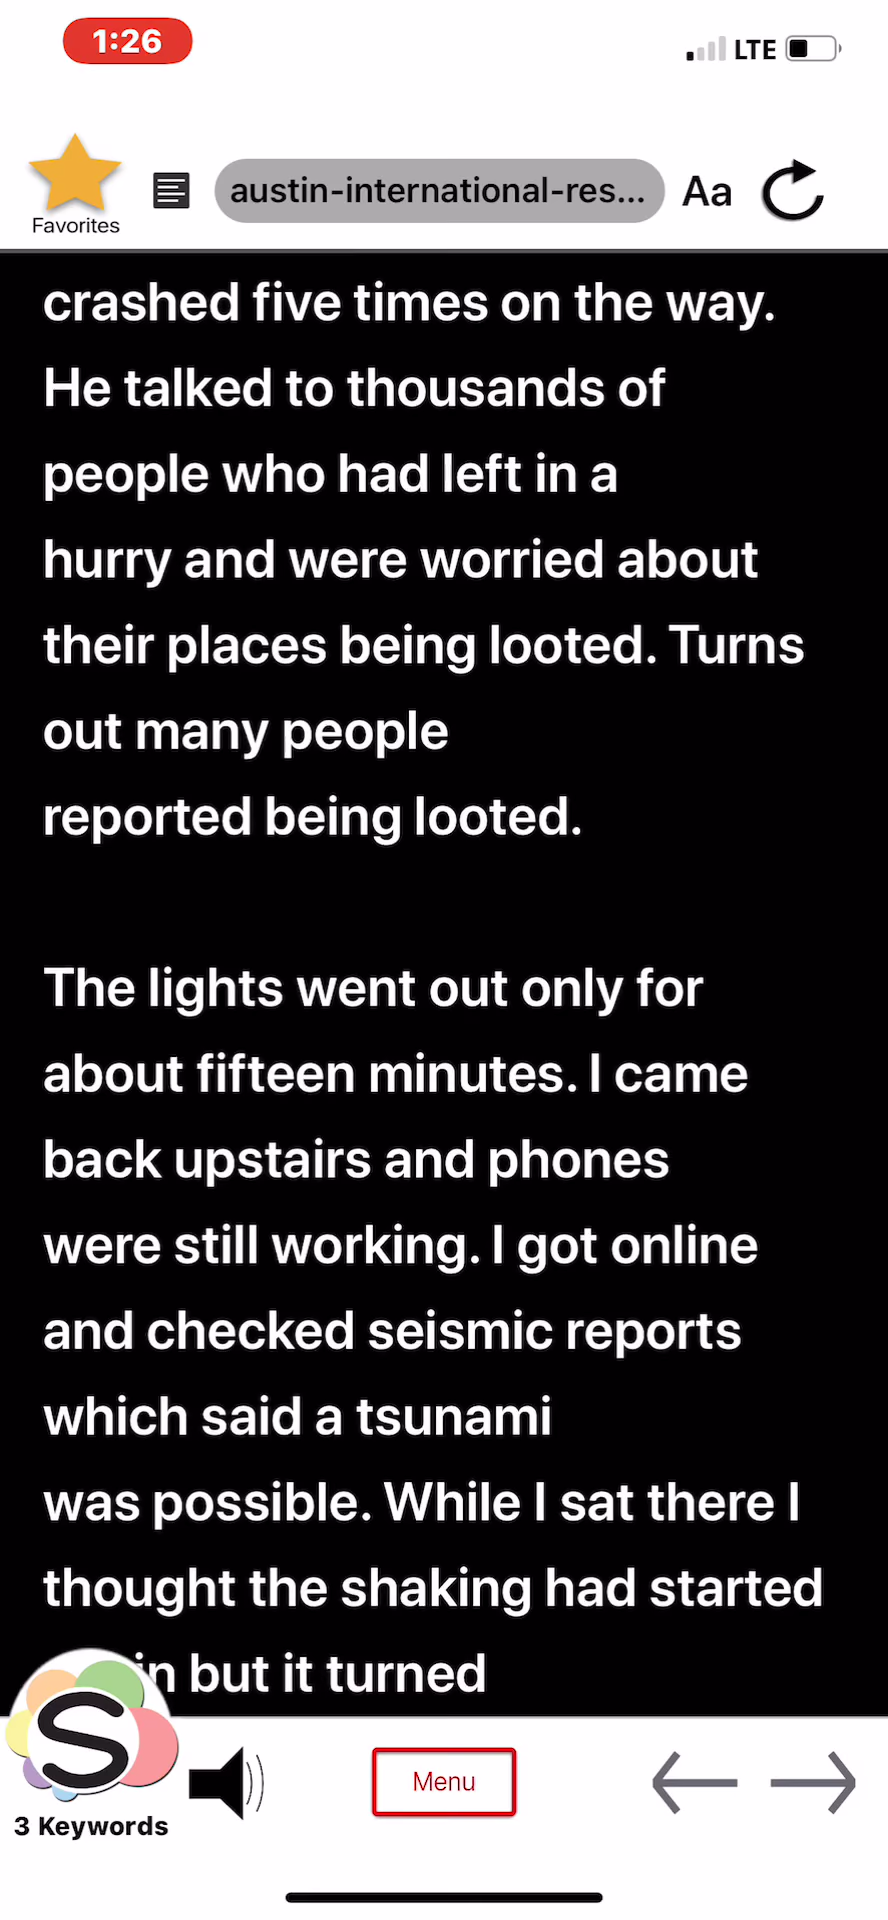 1:26
LTE
Favorites
austin-international-res...
Aa
crashed five times on the way.
He talked to thousands of
people who had left in a
hurry and were worried about
their places being looted. Turns
out many people
reported being looted.
The lights went out only for
about fifteen minutes. I came
back upstairs and phones
were still working. I got online
and checked seismic reports
which said a tsunami
was possible. While I sat there I
thought the shaking had started
in but it turned
S
3 Keywords
Menu